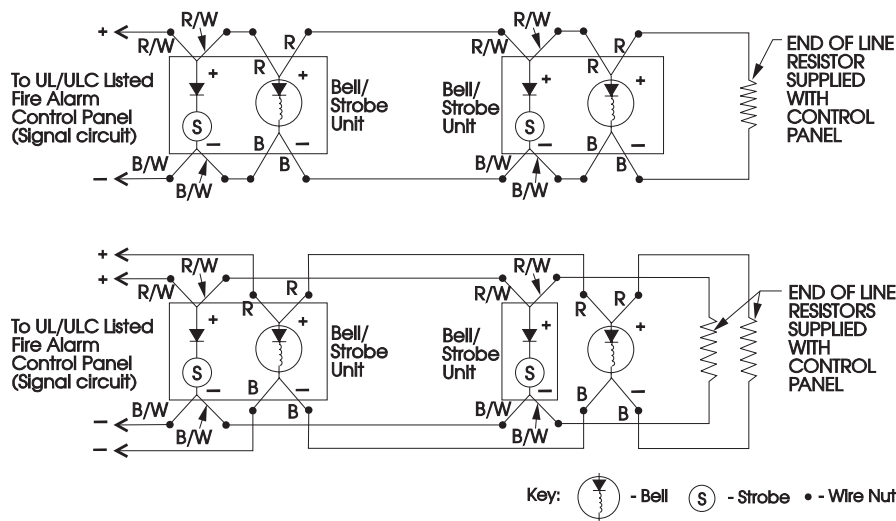 R/W R/W
+ R/W R R/W R
To UL/ULC Listed
Fire Alarm
Control Panel
(Signal circuit)
+ R + + R +
S S
Bell/
Strobe
Unit
Bell/
Strobe
Unit
B/W B B/W B
– B/W B B/W B
END OF LINE
RESISTOR
SUPPLIED
WITH
CONTROL
PANEL
+ R/W R/W
+ R/W R R R/W R R
To UL/ULC Listed
Fire Alarm
Control Panel
(Signal circuit)
+ + + +
S S
Bell/
Strobe
Unit
Bell/
Strobe
Unit
B/W B B B/W B B
– B/W B/W
–
END OF LINE
RESISTORS
SUPPLIED
WITH
CONTROL
PANEL
Key: - Bell S - Strobe • - Wire Nut